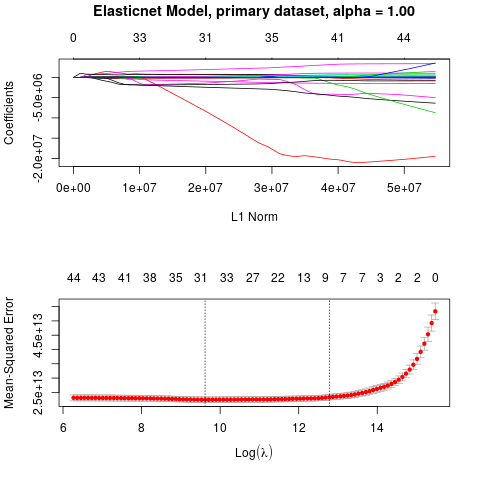 Elasticnet Model, primary dataset, alpha = 1.00
0 33 31 35 41 44
Coefficients
-5.0e+06
-2.0e+07
0e+00 1e+07 2e+07 3e+07 4e+07 5e+07
L1 Norm
44 43 41 38 35 31 33 27 22 13 9 7 7 3 2 2 0
Mean-Squared Error
4.5e+13
2.5e+13
6 8 10 12 14
Log(λ)